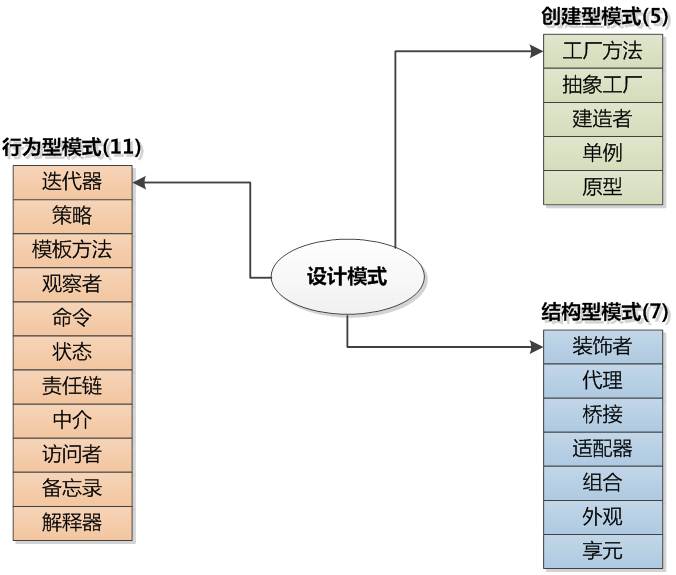 创建型模式(5)
工厂方法
抽象工厂
建造者
单例
原型
行为型模式(11)
迭代器
策略
模板方法
观察者
命令
状态
责任链
中介
访问者
备忘录
解释器
设计模式
结构型模式(7)
装饰者
代理
桥接
适配器
组合
外观
享元